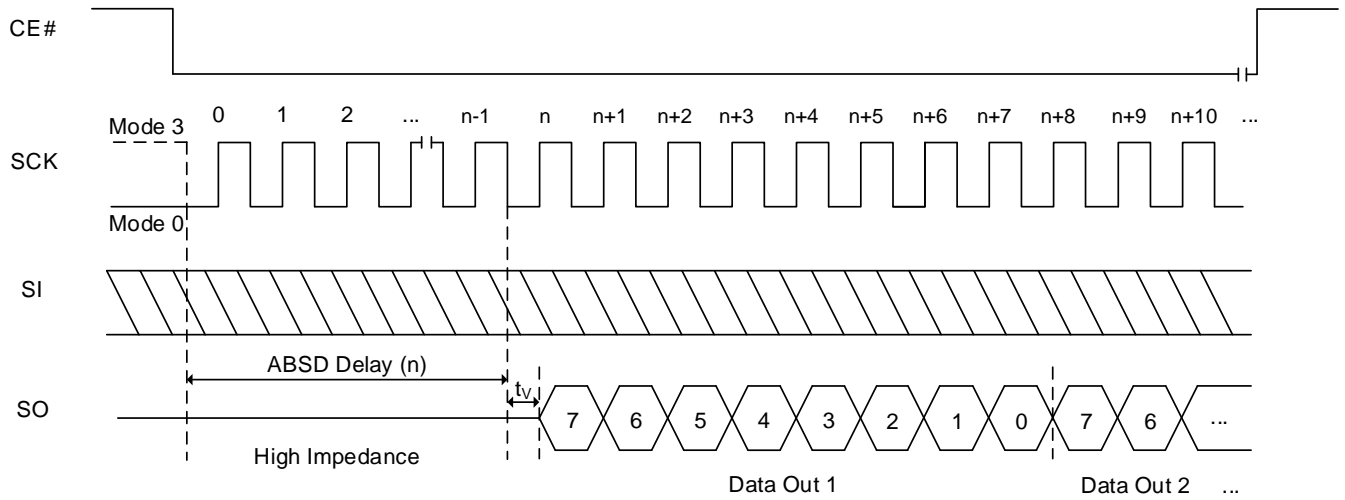 CE#
0 1 2 ... n-1 n n+1 n+2 n+3 n+4 n+5 n+6 n+7 n+8 n+9 n+10 ...
Mode 3
SCK
Mode 0
SI
ABSD Delay (n)
tV
SO
7 6 5 4 3 2 1 0 7 6 ...
High Impedance
Data Out 1 Data Out 2 ...